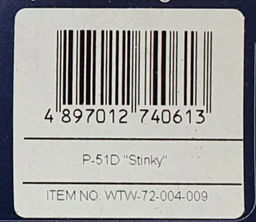 4 897012 740613
P-51D "Stinky"
ITEM NO. WTW-72-004-009